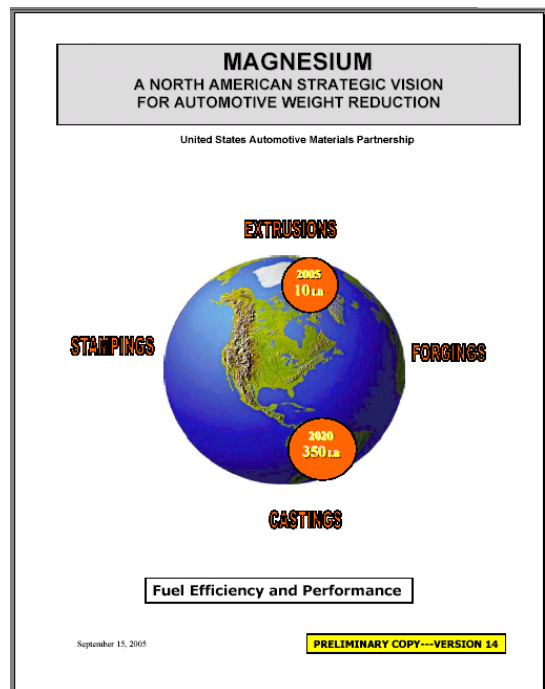 MAGNESIUM
A NORTH AMERICAN STRATEGIC VISION
FOR AUTOMOTIVE WEIGHT REDUCTION
United States Automotive Materials Partnership
EXTRUSIONS
2005
10 LB
STAMPINGS
FORGINGS
2020
350 LB
CASTINGS
Fuel Efficiency and Performance
September 15, 2005
PRELIMINARY COPY---VERSION 14